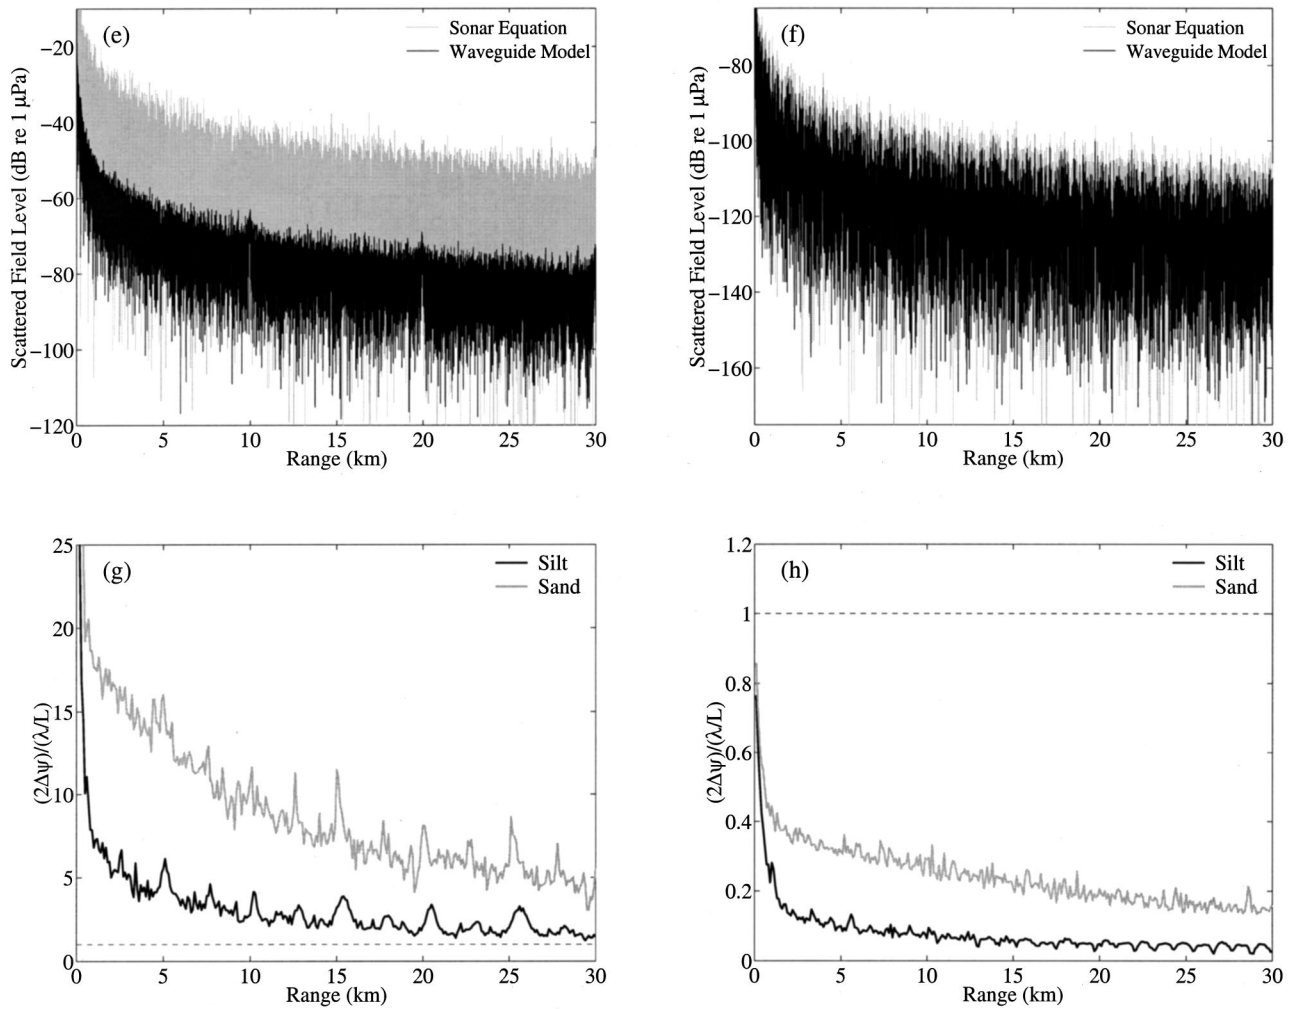 (e)
Sonar Equation
Waveguide Model
Scattered Field Level (dB re 1 μPa)
−20
−40
−60
−80
−100
−120
0 5 10 15 20 25 30
Range (km)
(f)
Sonar Equation
Waveguide Model
Scattered Field Level (dB re 1 μPa)
−80
−100
−120
−140
−160
0 5 10 15 20 25 30
Range (km)
(g)
Silt
Sand
(2Δψ)/(λ/L)
25
20
15
10
5
0
0 5 10 15 20 25 30
Range (km)
(h)
Silt
Sand
(2Δψ)/(λ/L)
1.2
1
0.8
0.6
0.4
0.2
0
0 5 10 15 20 25 30
Range (km)